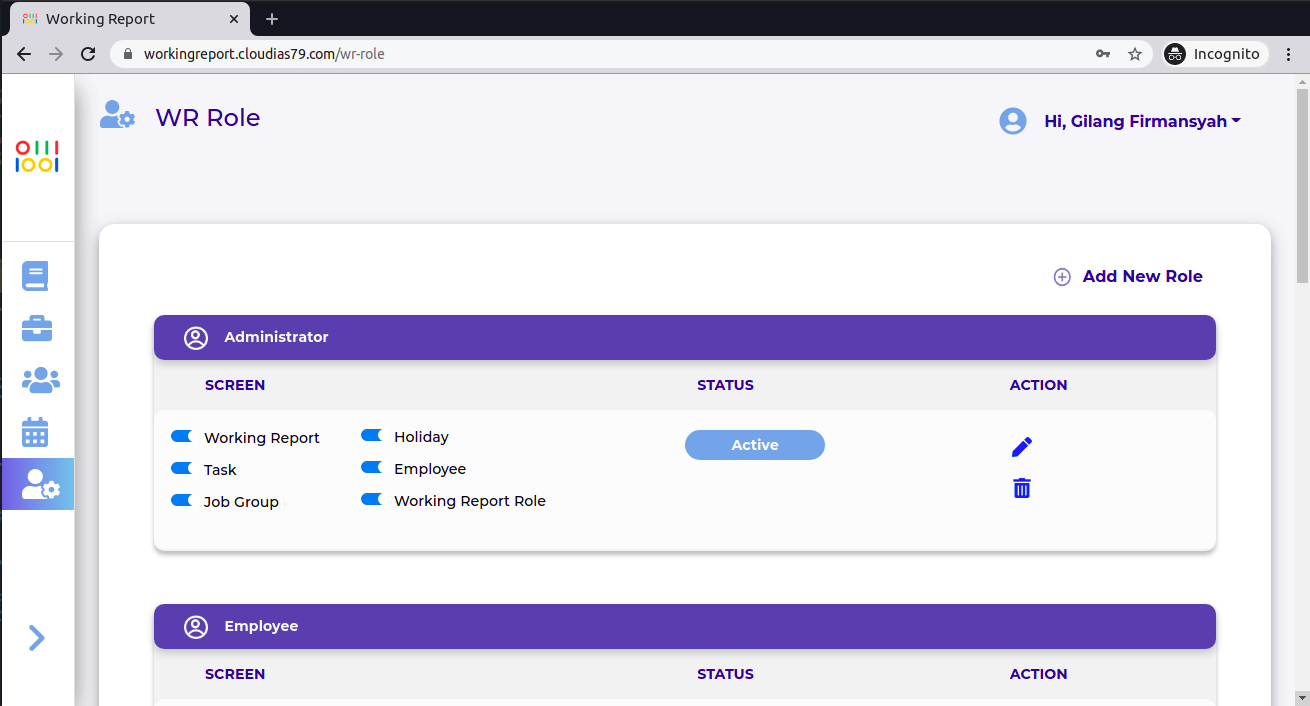 Working Report
workingreport.cloudias79.com/wr-role
Incognito
WR Role
Hi, Gilang Firmansyah
Add New Role
Administrator
SCREEN STATUS ACTION
Working Report Holiday Active
Task Employee
Job Group Working Report Role
Employee
SCREEN STATUS ACTION